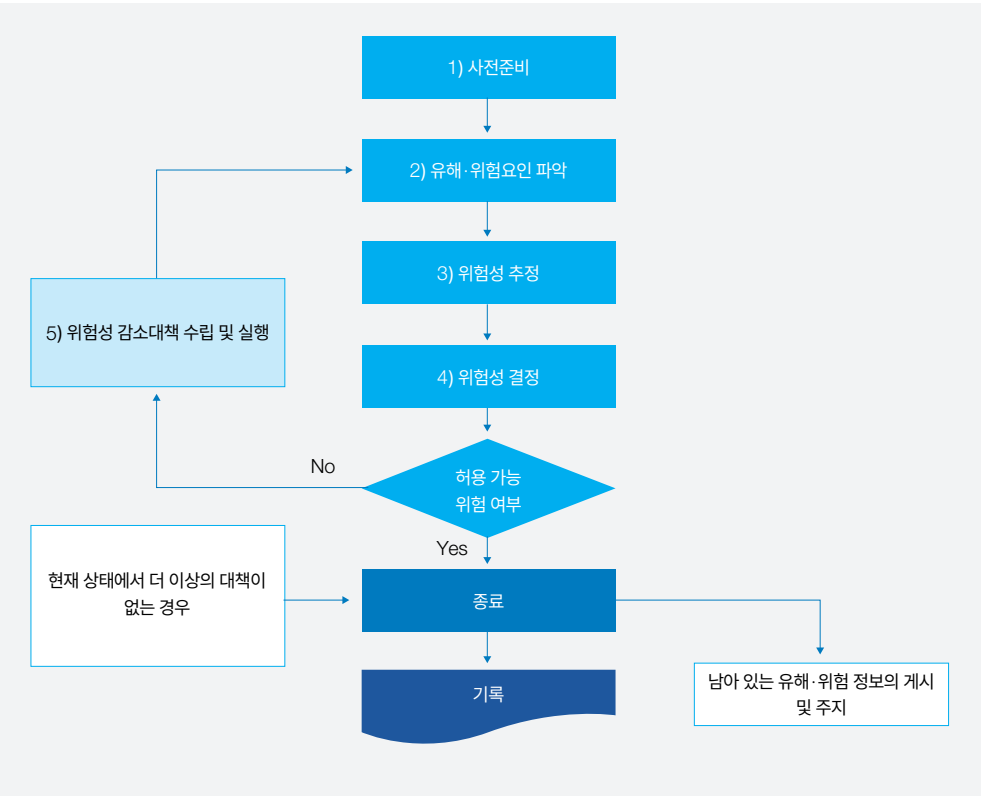 1) 사전준비
2) 유해·위험요인 파악
3) 위험성 추정
5) 위험성 감소대책 수립 및 실행
4) 위험성 결정
No
허용 가능
위험 여부
Yes
현재 상태에서 더 이상의 대책이
없는 경우
종료
기록
남아 있는 유해·위험 정보의 게시
및 주지